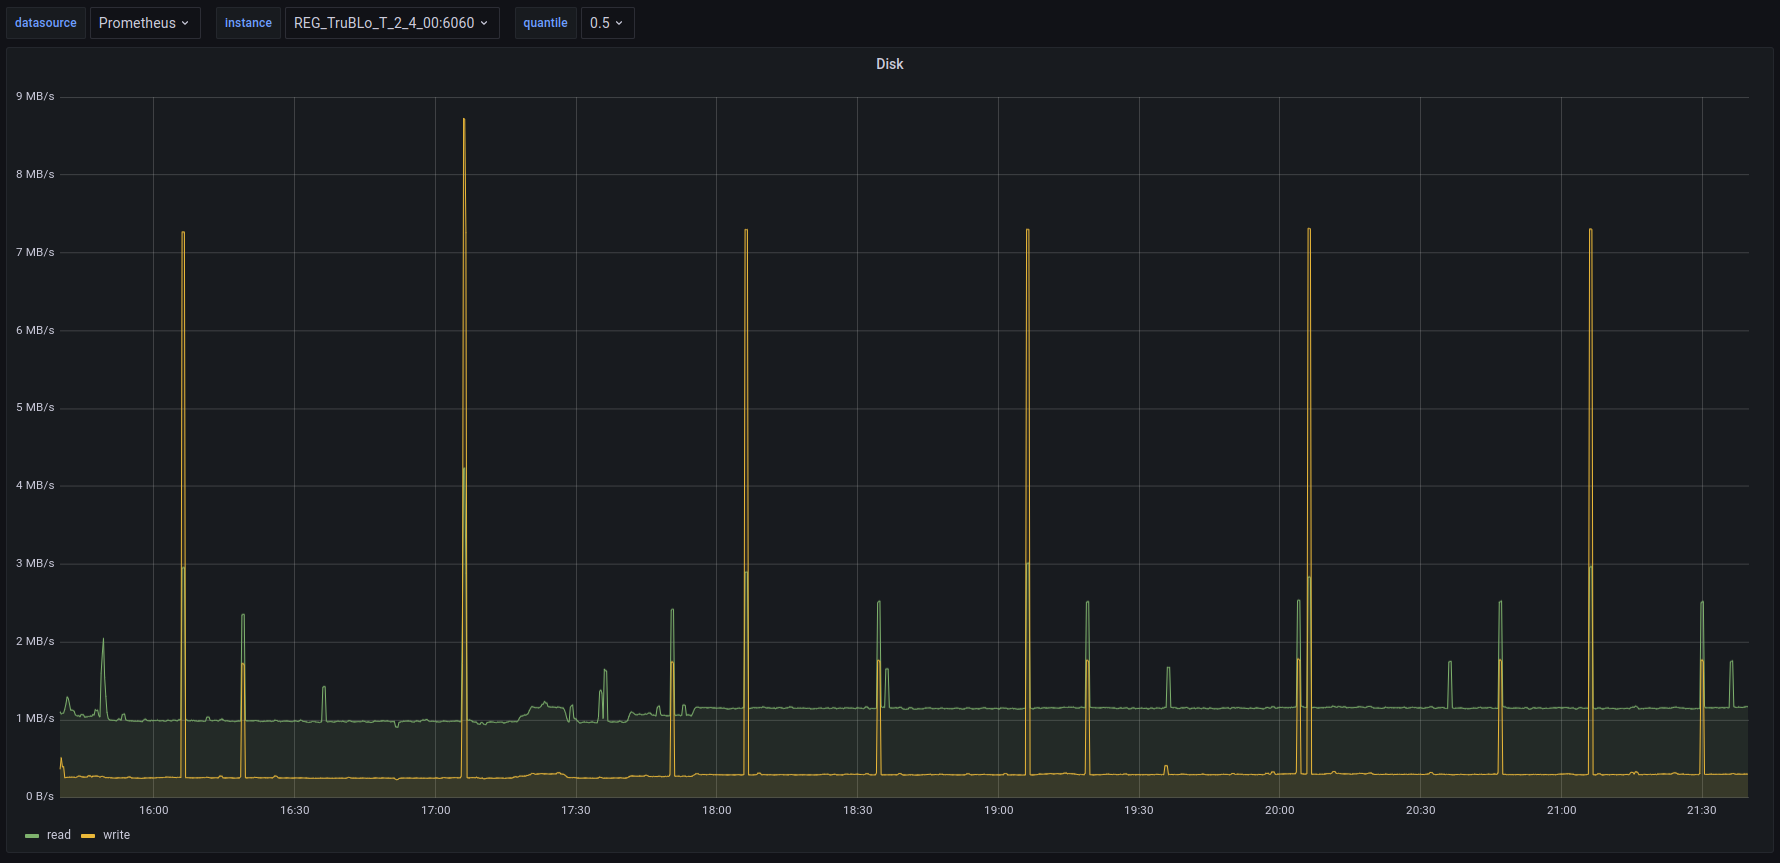 datasource Prometheus instance REG_TruBLo_T_2_4_00:6060 quantile 0.5
Disk
9 MB/s
8 MB/s
7 MB/s
6 MB/s
5 MB/s
4 MB/s
3 MB/s
2 MB/s
1 MB/s
0 B/s
16:00 16:30 17:00 17:30 18:00 18:30 19:00 19:30 20:00 20:30 21:00 21:30
read write